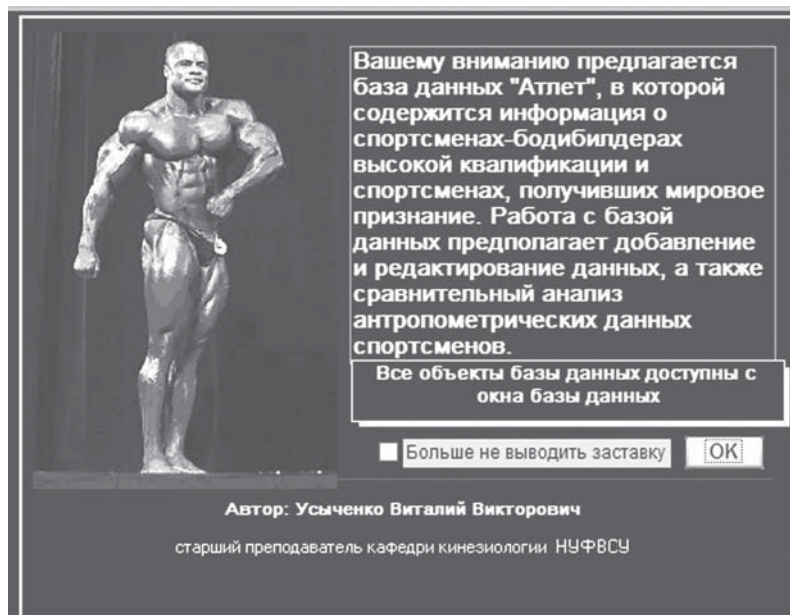 Вашему вниманию предлагается
база данных "Атлет", в которой
содержится информация о
спортсменах-бодибилдерах
высокой квалификации и
спортсменах, получивших мировое
признание. Работа с базой
данных предполагает добавление
и редактирование данных, а также
сравнительный анализ
антропометрических данных
спортсменов.
Все объекты базы данных доступны с
окна базы данных
Больше не выводить заставку
ОК
Автор: Усыченко Виталий Викторович
старший преподаватель кафедри кинезиологии НУФВСУ